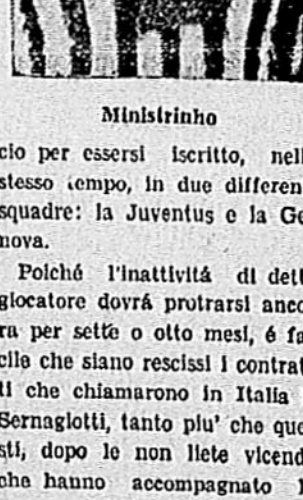 Ministrinho
cio per essersi iscritto, nell
stesso tempo, in due differen
squadre: la Juventus e la Ge
nova.
Poiché l'inattivitá di dett
giocatore dovrá protrarsi anco
ra per sette o otto mesi, é fa
cile che siano rescissi i contrat
ti che chiamarono in Italia
Sernagiotti, tanto piu' che que
sti, dopo le non liete vicend
che hanno accompagnato